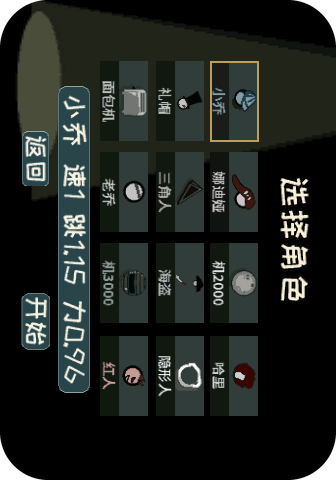 选择角色
小乔 娜迪娅 机2000 哈里
礼帽 三角人 海盗 隐形人
面包机 老乔 机3000 红人
小乔 速1 跳1.15 力0.96
返回 开始